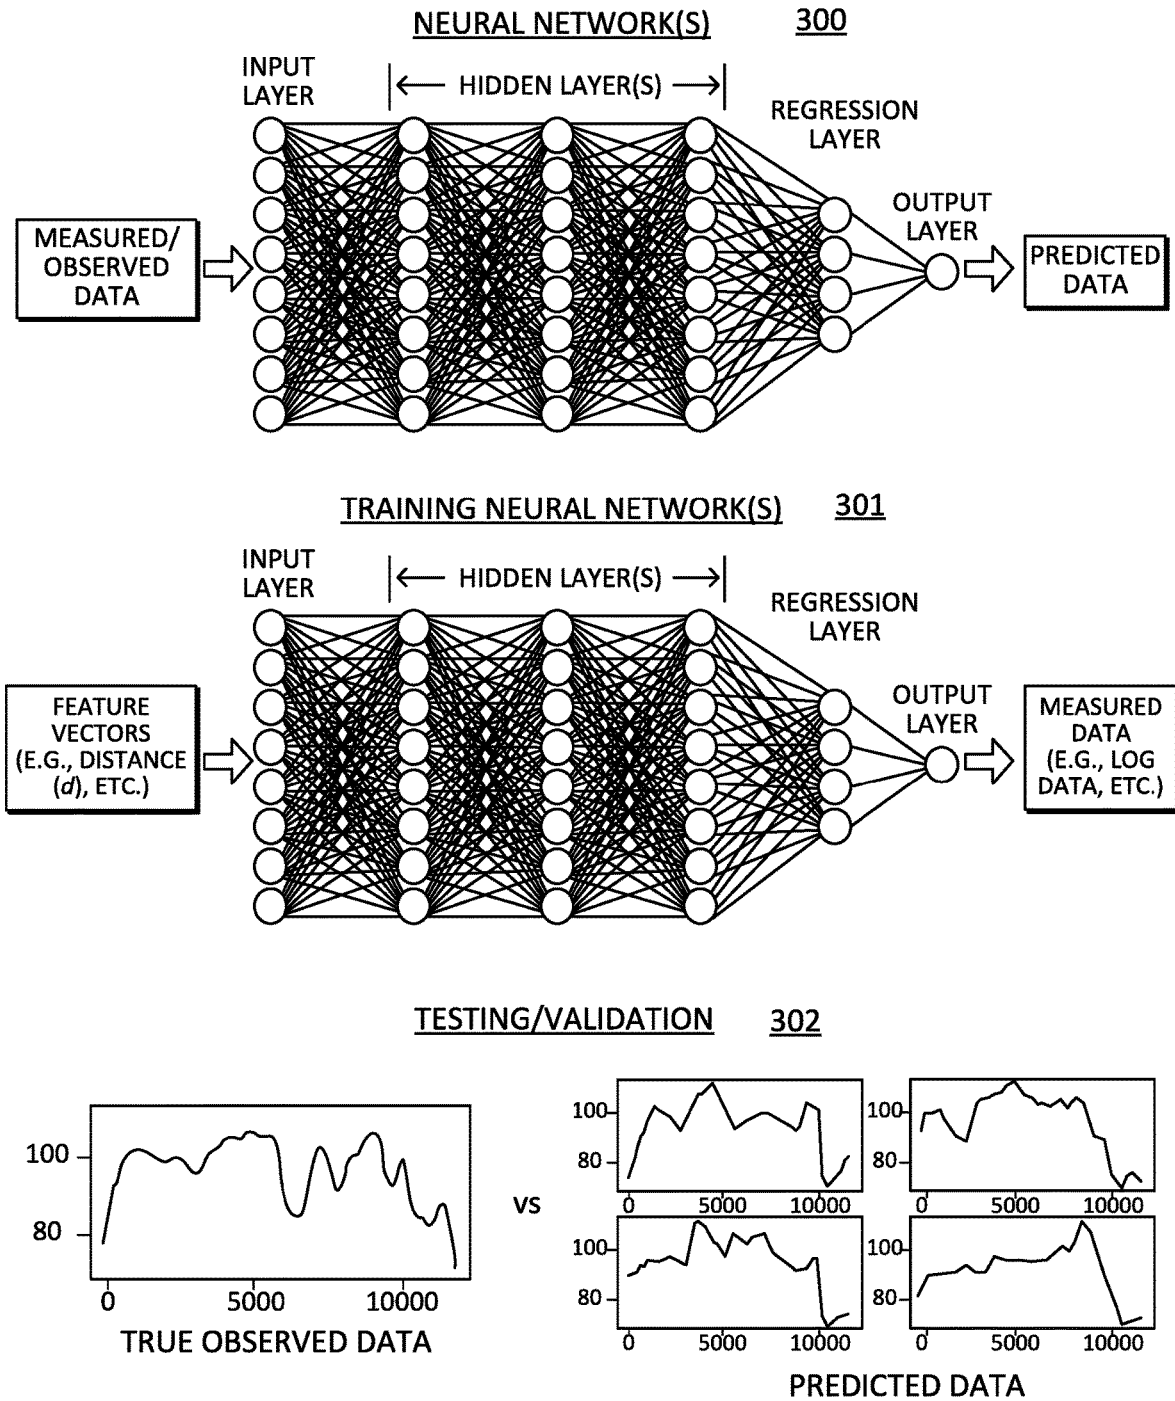 NEURAL NETWORK(S) 300
INPUT
LAYER
HIDDEN LAYER(S)
REGRESSION
LAYER
OUTPUT
LAYER
MEASURED/
OBSERVED
DATA
PREDICTED
DATA
TRAINING NEURAL NETWORK(S) 301
INPUT
LAYER
HIDDEN LAYER(S)
REGRESSION
LAYER
OUTPUT
LAYER
FEATURE
VECTORS
(E.G., DISTANCE
(d), ETC.)
MEASURED
DATA
(E.G., LOG
DATA, ETC.)
TESTING/VALIDATION 302
100
80
0 5000 10000
TRUE OBSERVED DATA
VS
100
80
0 5000 10000
100
80
0 5000 10000
100
80
0 5000 10000
100
80
0 5000 10000
PREDICTED DATA